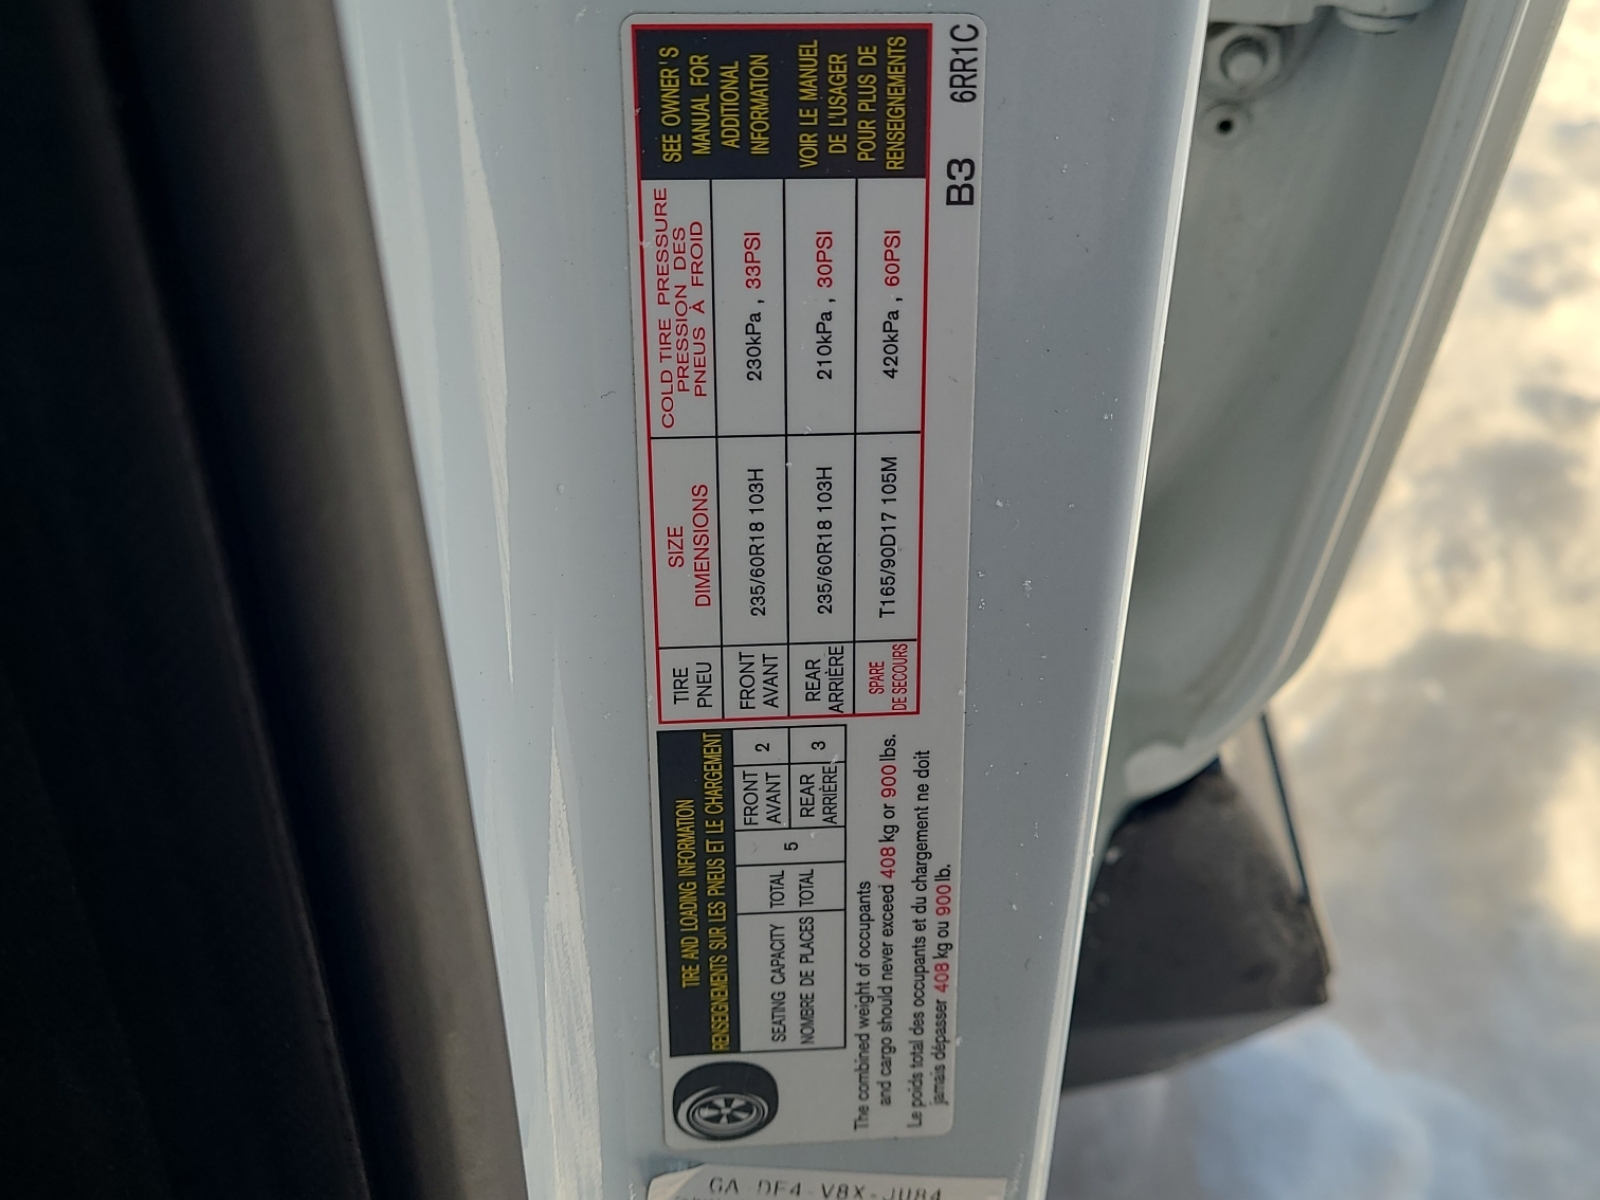 TIRE AND LOADING INFORMATION
RENSEIGNEMENTS SUR LES PNEUS ET LE CHARGEMENT
SEATING CAPACITY
NOMBRE DE PLACES
TOTAL
TOTAL
5
FRONT
AVANT
2
REAR
ARRIÈRE
3
The combined weight of occupants
and cargo should never exceed 408 kg or 900 lbs.
Le poids total des occupants et du chargement ne doit
jamais dépasser 408 kg ou 900 lb.
TIRE
PNEU
SIZE
DIMENSIONS
COLD TIRE PRESSURE
PRESSION DES
PNEUS À FROID
FRONT
AVANT
235/60R18 103H
230kPa, 33PSI
REAR
ARRIÈRE
235/60R18 103H
210kPa, 30PSI
SPARE
DE SECOURS
T165/90D17 105M
420kPa, 60PSI
SEE OWNER'S
MANUAL FOR
ADDITIONAL
INFORMATION
VOIR LE MANUEL
DE L'USAGER
POUR PLUS DE
RENSEIGNEMENTS
B3 6RR1C